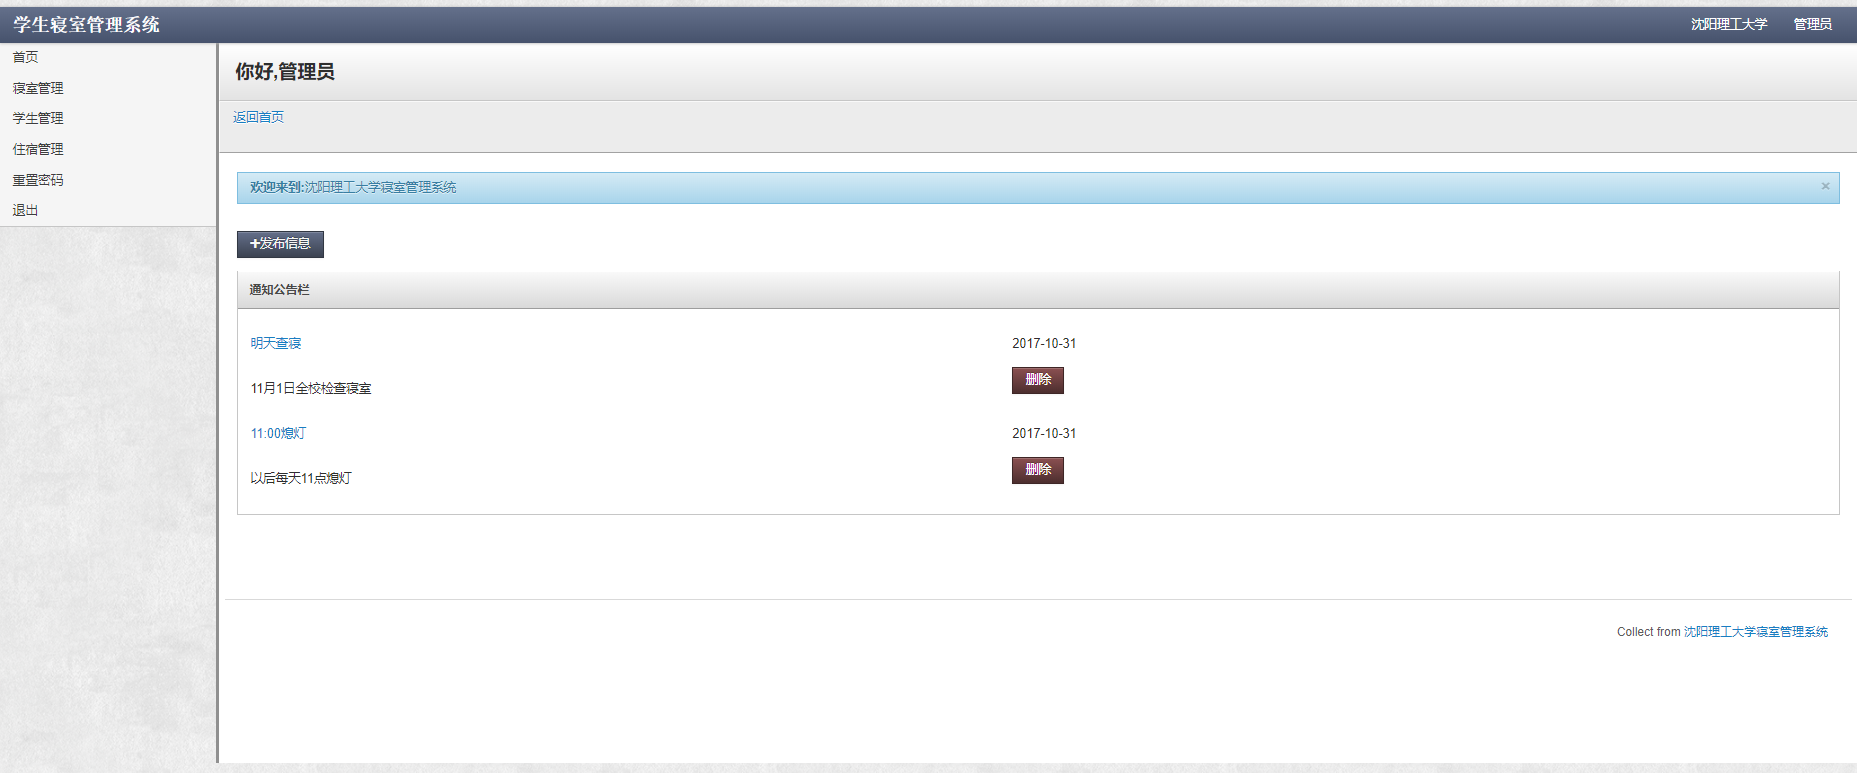 学生寝室管理系统
沈阳理工大学 管理员
首页
寝室管理
学生管理
住宿管理
重置密码
退出
你好,管理员
返回首页
欢迎来到:沈阳理工大学寝室管理系统 ×
+发布信息
通知公告栏
明天查寝 2017-10-31
11月1日全校检查寝室 删除
11:00熄灯 2017-10-31
以后每天11点熄灯 删除
Collect from 沈阳理工大学寝室管理系统